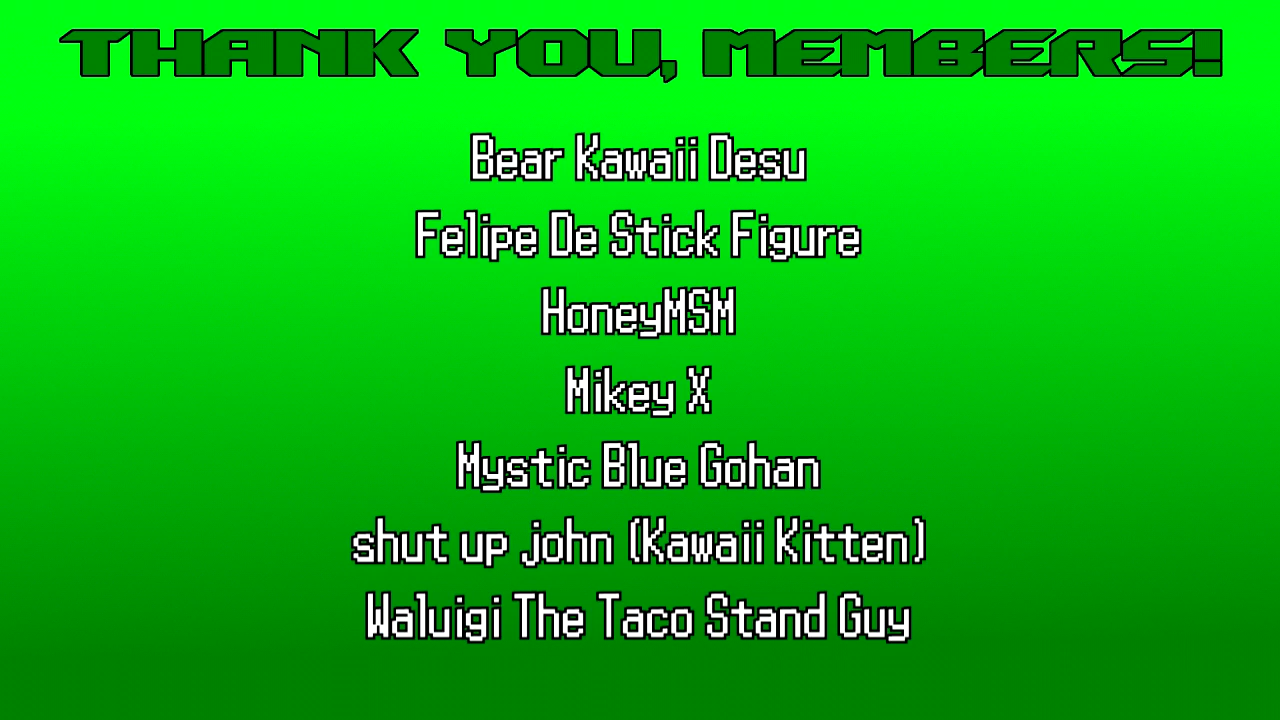 THANK YOU, MEMBERS!
Bear Kawaii Desu
Felipe De Stick Figure
HoneyMSM
Mikey X
Mystic Blue Gohan
shut up john (Kawaii Kitten)
Waluigi The Taco Stand Guy